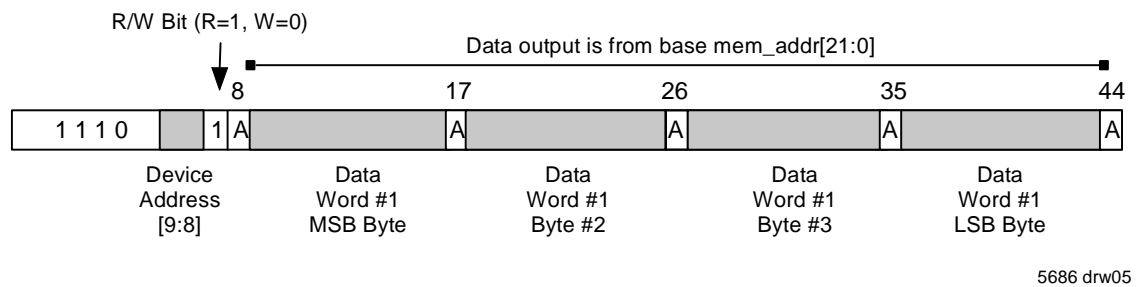 R/W Bit (R=1, W=0)
Data output is from base mem_addr[21:0]
8 17 26 35 44
1 1 1 0 1 A A A A A
Device Address [9:8]
Data Word #1 MSB Byte
Data Word #1 Byte #2
Data Word #1 Byte #3
Data Word #1 LSB Byte
5686 drw05